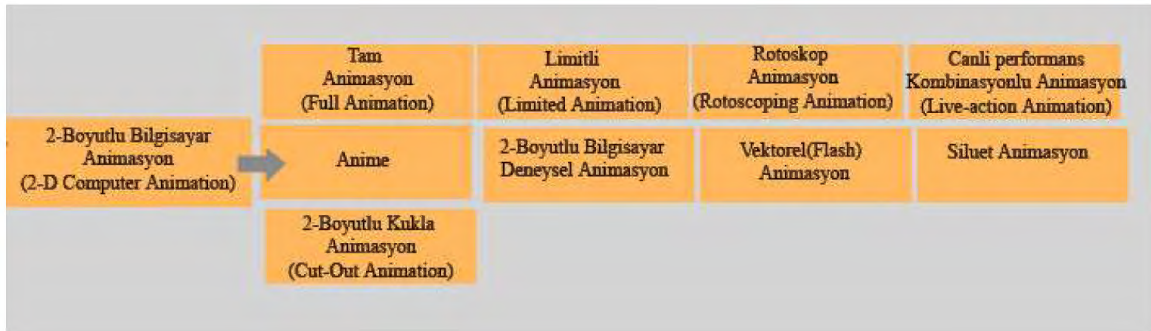 Tam
Animasyon
(Full Animation)
Limitli
Animasyon
(Limited Animation)
Rotoskop
Animasyon
(Rotoscoping Animation)
Canli performans
Kombinasyonlu Animasyon
(Live-action Animation)
2-Boyutlu Bilgisayar
Animasyon
(2-D Computer Animation)
Anime
2-Boyutlu Bilgisayar
Deneysel Animasyon
Vektorel(Flash)
Animasyon
Siluet Animasyon
2-Boyutlu Kukla
Animasyon
(Cut-Out Animation)